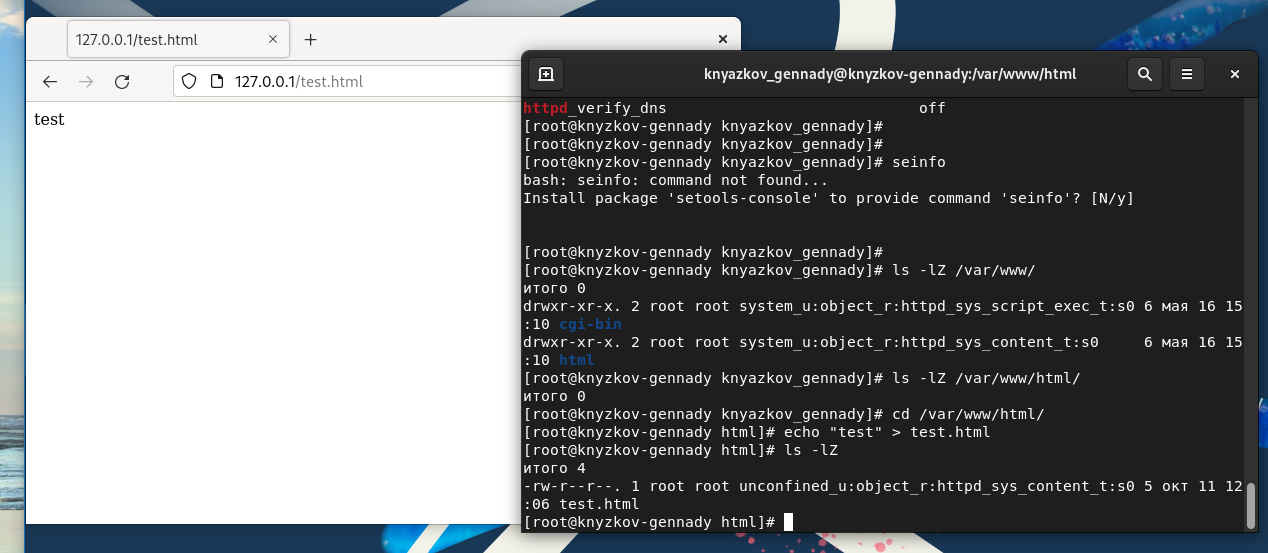 127.0.0.1/test.html
127.0.0.1/test.html
test
knyazkov_gennady@knyzkov-gennady:/var/www/html
httpd_verify_dns                            off
[root@knyzkov-gennady knyazkov_gennady]#
[root@knyzkov-gennady knyazkov_gennady]#
[root@knyzkov-gennady knyazkov_gennady]# seinfo
bash: seinfo: command not found...
Install package 'setools-console' to provide command 'seinfo'? [N/y]
[root@knyzkov-gennady knyazkov_gennady]#
[root@knyzkov-gennady knyazkov_gennady]# ls -lZ /var/www/
итого 0
drwxr-xr-x. 2 root root system_u:object_r:httpd_sys_script_exec_t:s0 6 мая 16 15
:10 cgi-bin
drwxr-xr-x. 2 root root system_u:object_r:httpd_sys_content_t:s0     6 мая 16 15
:10 html
[root@knyzkov-gennady knyazkov_gennady]# ls -lZ /var/www/html/
итого 0
[root@knyzkov-gennady knyazkov_gennady]# cd /var/www/html/
[root@knyzkov-gennady html]# echo "test" > test.html
[root@knyzkov-gennady html]# ls -lZ
итого 4
-rw-r--r--. 1 root root unconfined_u:object_r:httpd_sys_content_t:s0 5 окт 11 12
:06 test.html
[root@knyzkov-gennady html]#